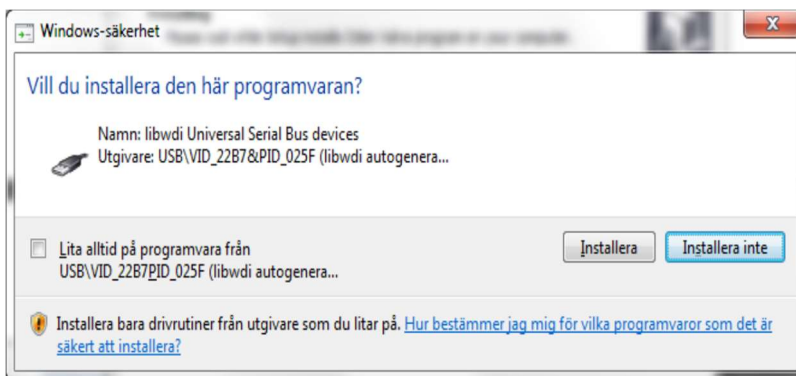 Windows-säkerhet
Vill du installera den här programvaran?
Namn: libwdi Universal Serial Bus devices
Utgivare: USB\VID_22B7&PID_025F (libwdi autogenera...
Lita alltid på programvara från
USB\VID_22B7PID_025F (libwdi autogenera...
Installera
Installera inte
Installera bara drivrutiner från utgivare som du litar på. Hur bestämmer jag mig för vilka programvaror som det är
säkert att installera?